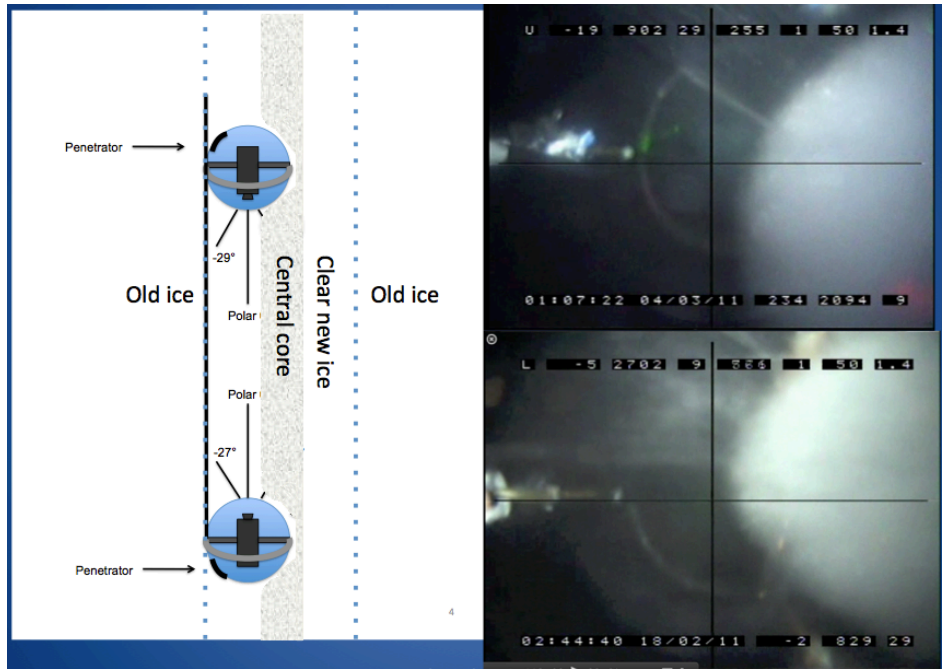 Penetrator
-29°
Old ice
Polar
Central core
Clear new ice
Old ice
Polar
-27°
Penetrator
4
U -19 902 29 255 1 50 1.4
01:07:22 04/03/11 234 2094 9
L -5 2702 9 1 50 1.4
02:44:40 18/02/11 -2 829 29